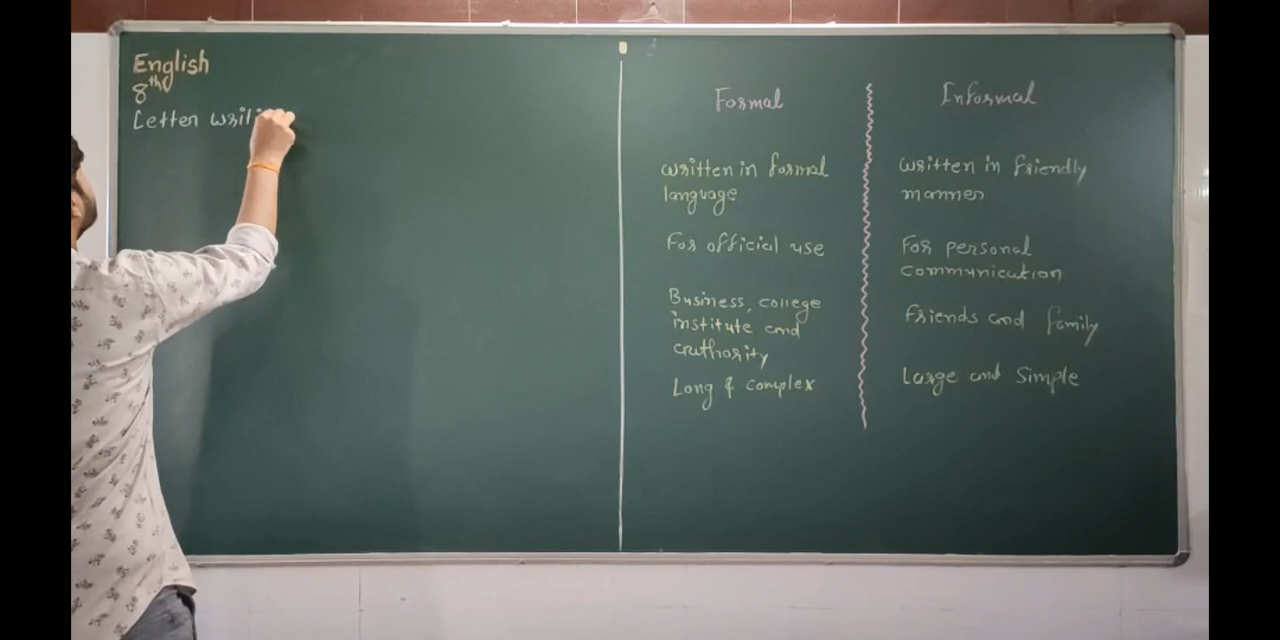 English
8th
Letter writi
Formal
written in formal
language
For official use
Business, college
institute and
authority
Long & complex
Informal
written in friendly
manner
For personal
communication
Friends and family
Large and Simple